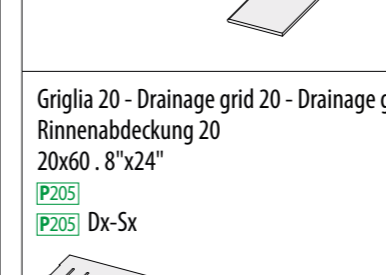 Griglia 20 - Drainage grid 20 - Drainage
Rinnenabdeckung 20
20x60 . 8"x24"
P205
P205 Dx-Sx